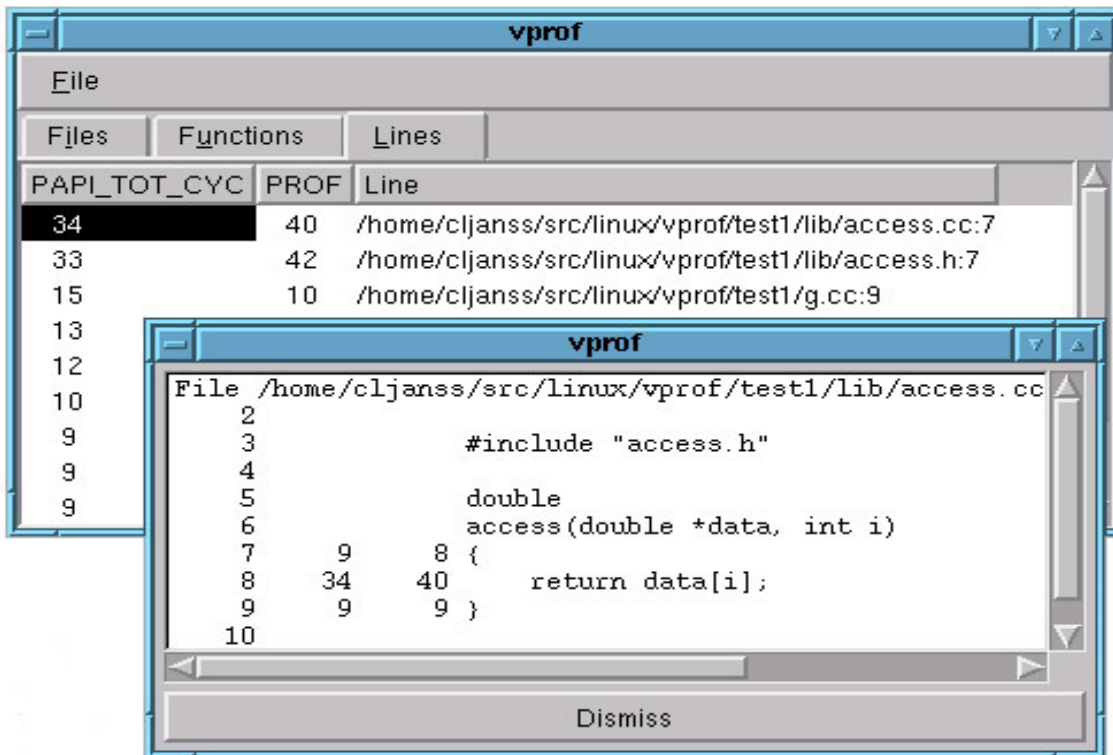 vprof
File
Files Functions Lines
PAPI_TOT_CYC PROF Line
34 40 /home/cljanss/src/linux/vprof/test1/lib/access.cc:7
33 42 /home/cljanss/src/linux/vprof/test1/lib/access.h:7
15 10 /home/cljanss/src/linux/vprof/test1/g.cc:9
13
12
10
9
9
9
vprof
File /home/cljanss/src/linux/vprof/test1/lib/access.cc
2
3 #include "access.h"
4
5 double
6 access(double *data, int i)
7 9 8 {
8 34 40 return data[i];
9 9 9 }
10
Dismiss